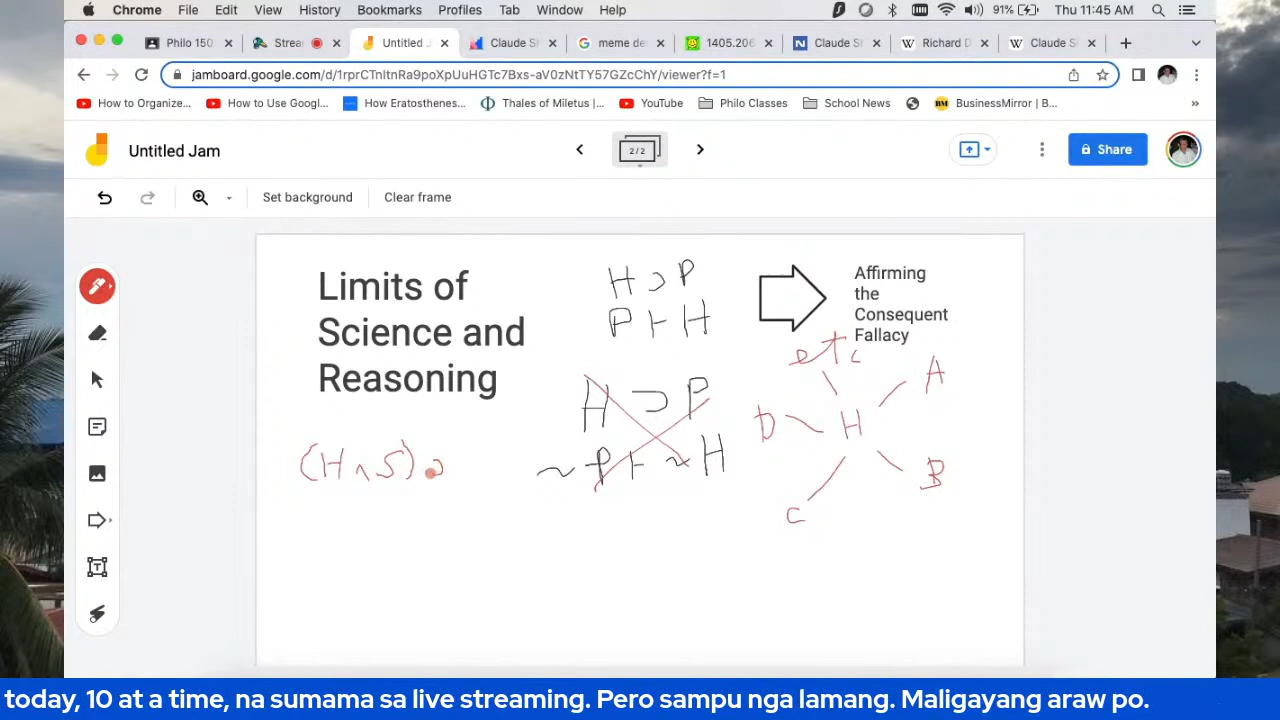 Chrome File Edit View History Bookmarks Profiles Tab Window Help 91% Thu 11:45 AM
Philo 150 Strea Untitled J Claude S meme de 1405.206 Claude S Richard D Claude S
jamboard.google.com/d/1rprCTnltnRa9poXpUuHGTc7Bxs-aV0zNtTY57GZcChY/viewer?f=1
How to Organize... How to Use Googl... How Eratosthenes... Thales of Miletus |... YouTube Philo Classes School News BusinessMirror | B... »
Untitled Jam 2/2 Share
Set background Clear frame
Limits of
Science and
Reasoning
H ⊃ P
P ⊢ H
Affirming
the
Consequent
Fallacy
H ⊃ P
~P ⊢ ~H
etc
A
D
H
B
C
(H ∧ S) ⊃
today, 10 at a time, na sumama sa live streaming. Pero sampu nga lamang. Maligayang araw po.